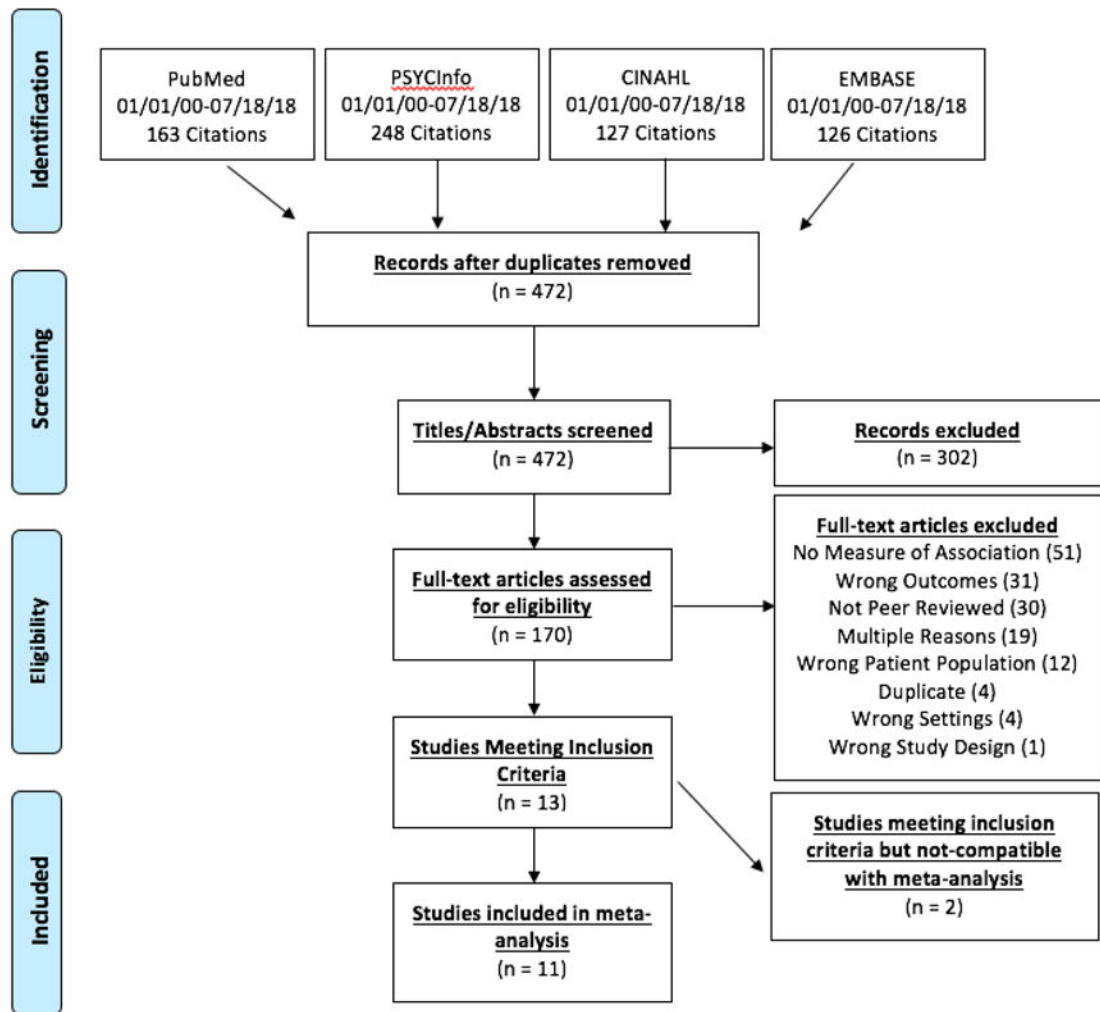 Identification
PubMed
01/01/00-07/18/18
163 Citations
PSYCInfo
01/01/00-07/18/18
248 Citations
CINAHL
01/01/00-07/18/18
127 Citations
EMBASE
01/01/00-07/18/18
126 Citations
Records after duplicates removed
(n = 472)
Screening
Titles/Abstracts screened
(n = 472)
Records excluded
(n = 302)
Eligibility
Full-text articles assessed
for eligibility
(n = 170)
Full-text articles excluded
No Measure of Association (51)
Wrong Outcomes (31)
Not Peer Reviewed (30)
Multiple Reasons (19)
Wrong Patient Population (12)
Duplicate (4)
Wrong Settings (4)
Wrong Study Design (1)
Studies Meeting Inclusion
Criteria
(n = 13)
Included
Studies meeting inclusion
criteria but not-compatible
with meta-analysis
(n = 2)
Studies included in meta-
analysis
(n = 11)